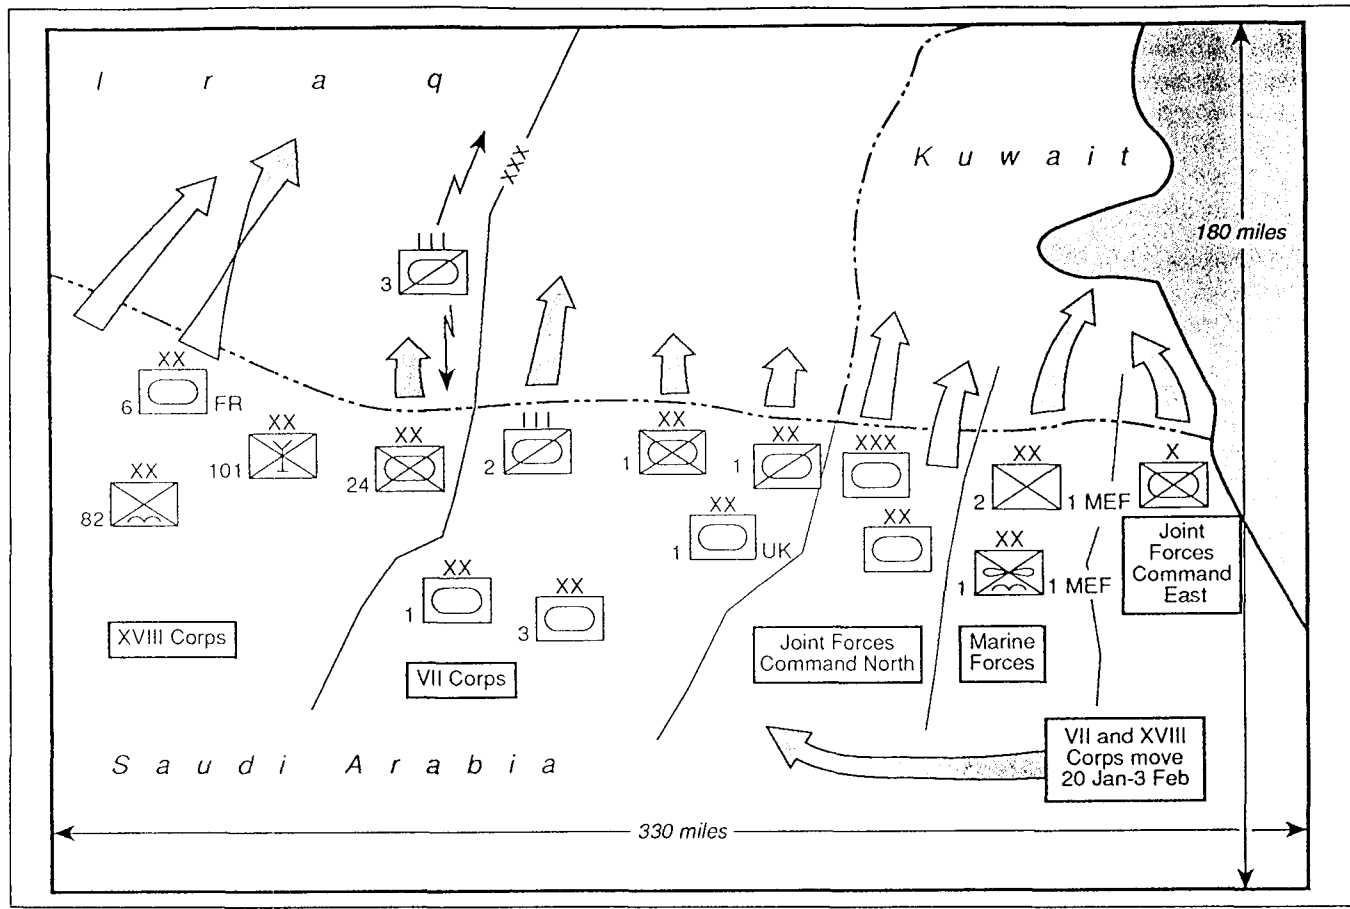 I r a q
K u w a i t
180 miles
XXX
III
3
XX
6 FR
XX
101
XX
82
XX
24
III
2
XX
1
XX
1
XXX
XX
1 UK
XX
XX
2 1 MEF
XX
1 1 MEF
X
Joint
Forces
Command
East
XX
1
XX
3
XVIII Corps
VII Corps
Joint Forces
Command North
Marine
Forces
VII and XVIII
Corps move
20 Jan-3 Feb
S a u d i A r a b i a
330 miles